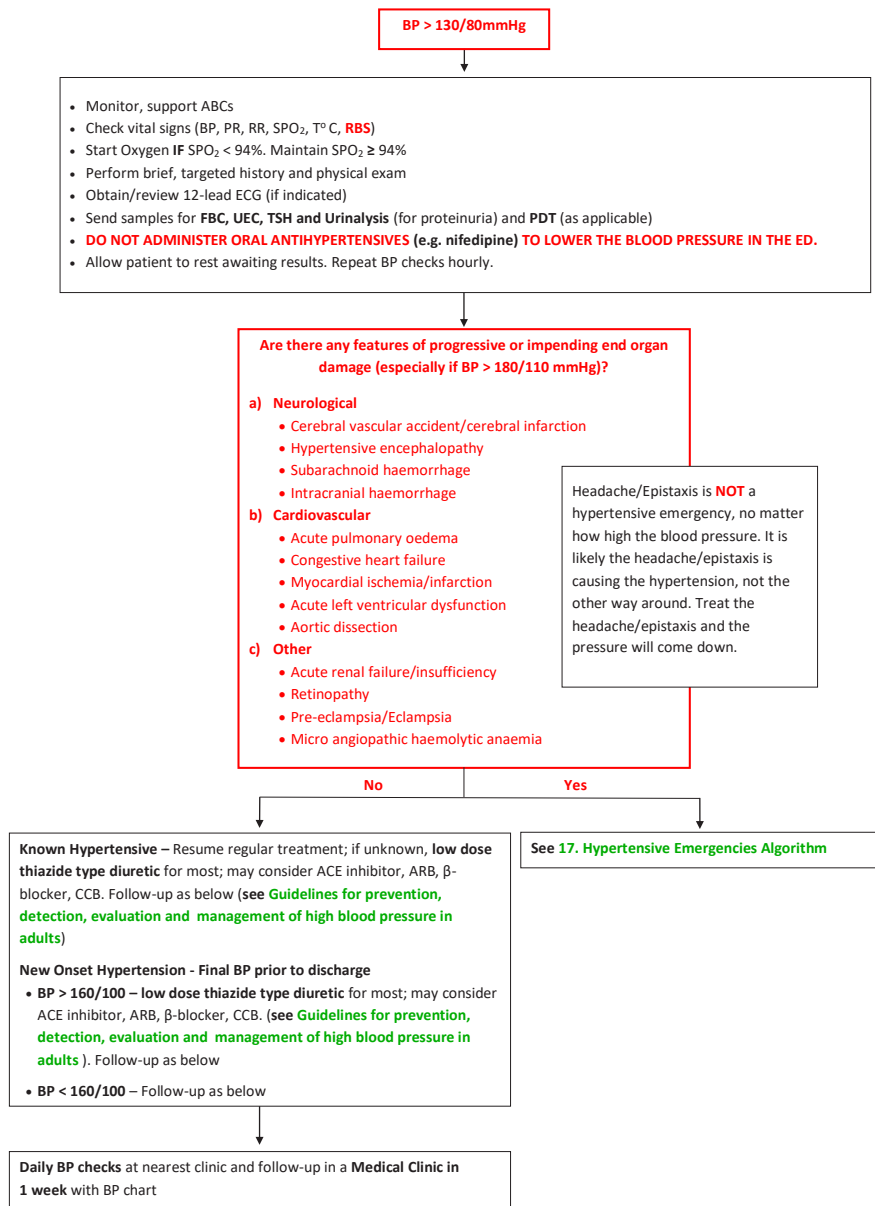 BP > 130/80mmHg
• Monitor, support ABCs
• Check vital signs (BP, PR, RR, SPO₂, T° C, RBS)
• Start Oxygen IF SPO₂ < 94%. Maintain SPO₂ ≥ 94%
• Perform brief, targeted history and physical exam
• Obtain/review 12-lead ECG (if indicated)
• Send samples for FBC, UEC, TSH and Urinalysis (for proteinuria) and PDT (as applicable)
• DO NOT ADMINISTER ORAL ANTIHYPERTENSIVES (e.g. nifedipine) TO LOWER THE BLOOD PRESSURE IN THE ED.
• Allow patient to rest awaiting results. Repeat BP checks hourly.
Are there any features of progressive or impending end organ
damage (especially if BP > 180/110 mmHg)?
a) Neurological
• Cerebral vascular accident/cerebral infarction
• Hypertensive encephalopathy
• Subarachnoid haemorrhage
• Intracranial haemorrhage
b) Cardiovascular
• Acute pulmonary oedema
• Congestive heart failure
• Myocardial ischemia/infarction
• Acute left ventricular dysfunction
• Aortic dissection
c) Other
• Acute renal failure/insufficiency
• Retinopathy
• Pre-eclampsia/Eclampsia
• Micro angiopathic haemolytic anaemia
Headache/Epistaxis is NOT a
hypertensive emergency, no matter
how high the blood pressure. It is
likely the headache/epistaxis is
causing the hypertension, not the
other way around. Treat the
headache/epistaxis and the
pressure will come down.
No
Yes
Known Hypertensive – Resume regular treatment; if unknown, low dose
thiazide type diuretic for most; may consider ACE inhibitor, ARB, β-
blocker, CCB. Follow-up as below (see Guidelines for prevention,
detection, evaluation and management of high blood pressure in
adults)
New Onset Hypertension - Final BP prior to discharge
• BP > 160/100 – low dose thiazide type diuretic for most; may consider
ACE inhibitor, ARB, β-blocker, CCB. (see Guidelines for prevention,
detection, evaluation and management of high blood pressure in
adults ). Follow-up as below
• BP < 160/100 – Follow-up as below
See 17. Hypertensive Emergencies Algorithm
Daily BP checks at nearest clinic and follow-up in a Medical Clinic in
1 week with BP chart